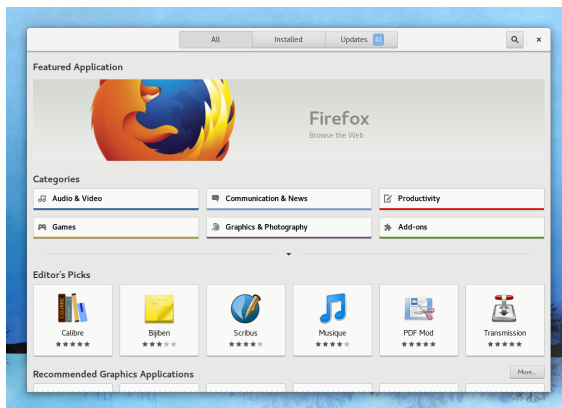 All Installed Updates 41
Featured Application
Firefox
Browse the Web
Categories
Audio & Video Communication & News Productivity
Games Graphics & Photography Add-ons
Editor's Picks
Calibre Bijiben Scribus Musique PDF Mod Transmission
Recommended Graphics Applications More...